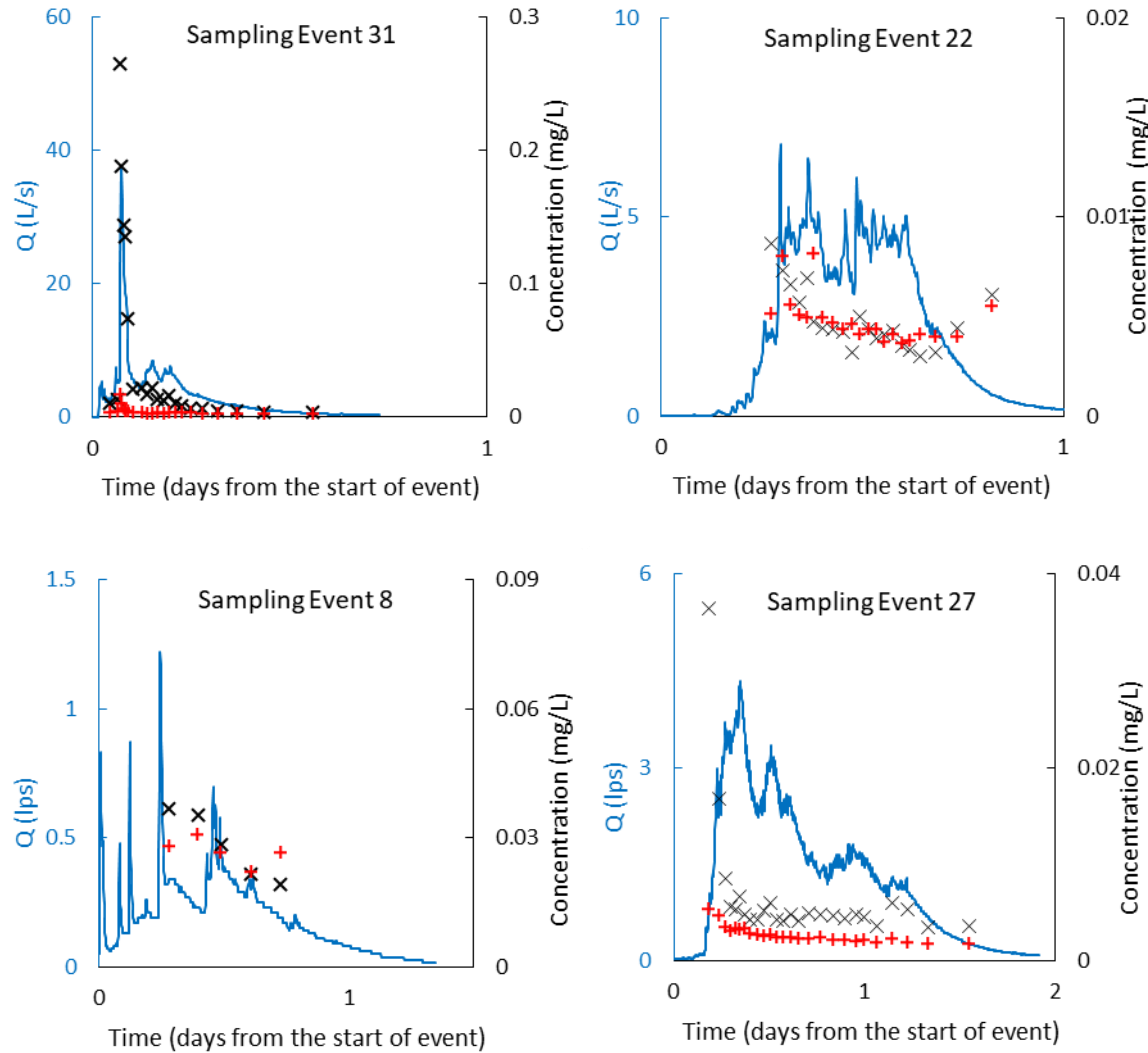 Sampling Event 31
60
40
20
0
Q (L/s)
0.3
0.2
0.1
0
Concentration (mg/L)
0
1
Time (days from the start of event)
Sampling Event 22
10
5
0
Q (L/s)
0.02
0.01
0
Concentration (mg/L)
0
1
Time (days from the start of event)
Sampling Event 8
1.5
1
0.5
0
Q (lps)
0.09
0.06
0.03
0
Concentration (mg/L)
0
1
Time (days from the start of event)
Sampling Event 27
6
3
0
Q (lps)
0.04
0.02
0
Concentration (mg/L)
0
1
2
Time (days from the start of event)